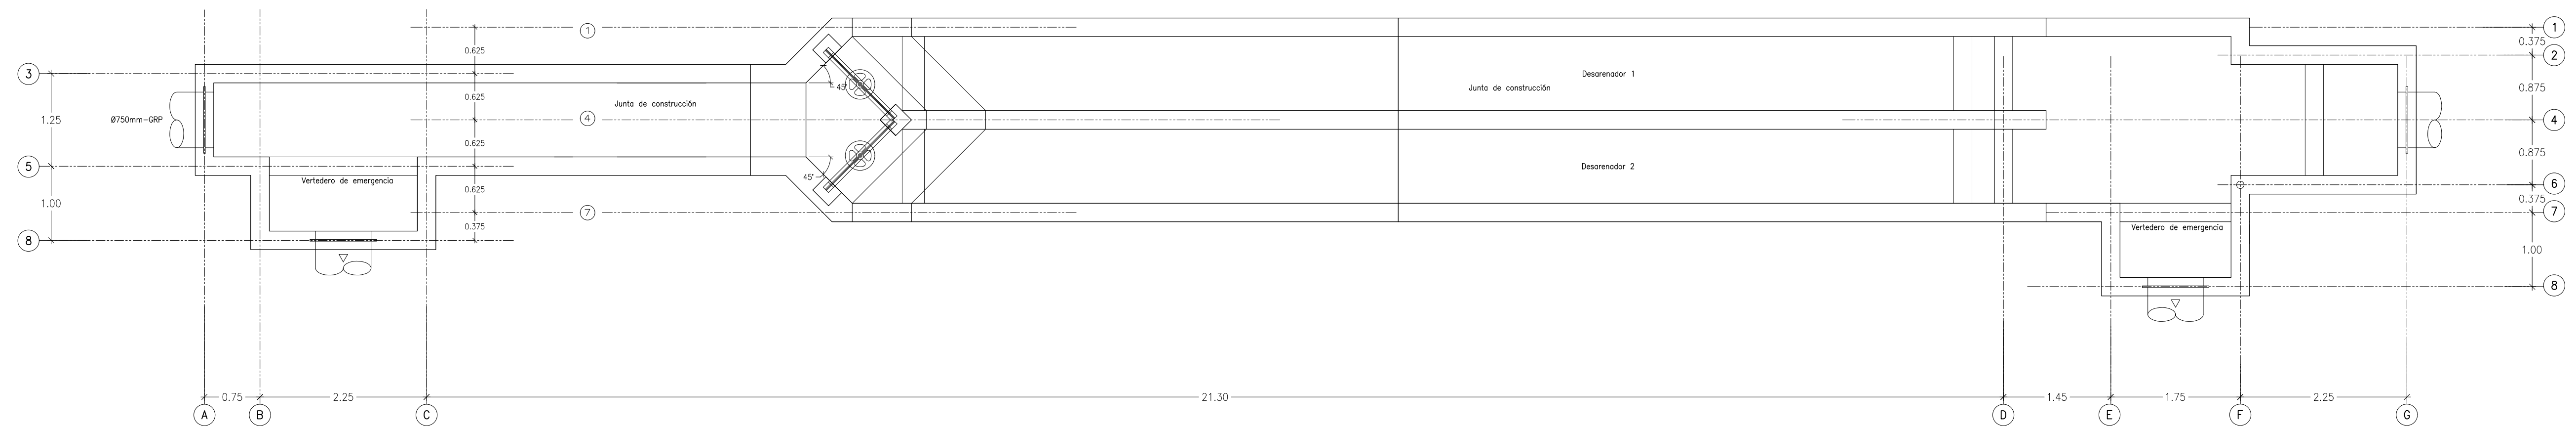 1
1
0.375
0.625
Desarenador 1
2
3
0.625
45°
Junta de construcción
0.875
Junta de construcción
1.25
Ø750mm-GRP
4
4
0.625
0.875
5
Desarenador 2
45°
Vertedero de emergencia
0.625
6
1.00
0.375
7
7
0.375
Vertedero de emergencia
8
1.00
8
0.75
2.25
21.30
1.45
1.75
2.25
A
B
C
D
E
F
G